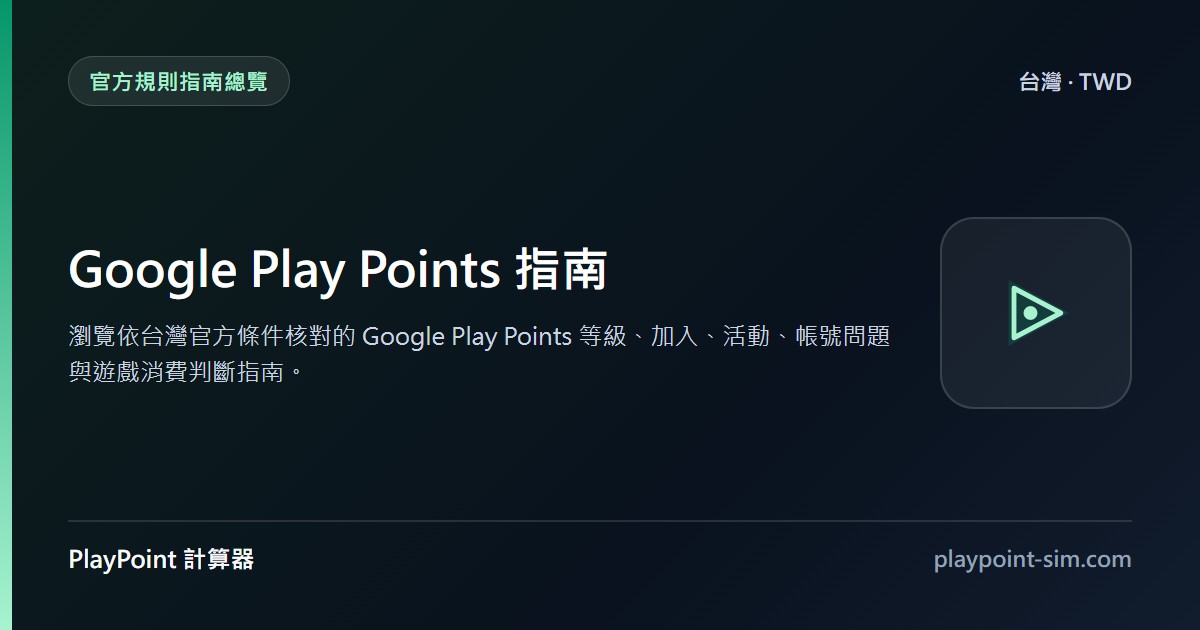 官方規則指南總覽
台灣 · TWD
Google Play Points 指南
瀏覽依台灣官方條件核對的 Google Play Points 等級、加入、活動、帳號問題
與遊戲消費判斷指南。
PlayPoint 計算器
playpoint-sim.com